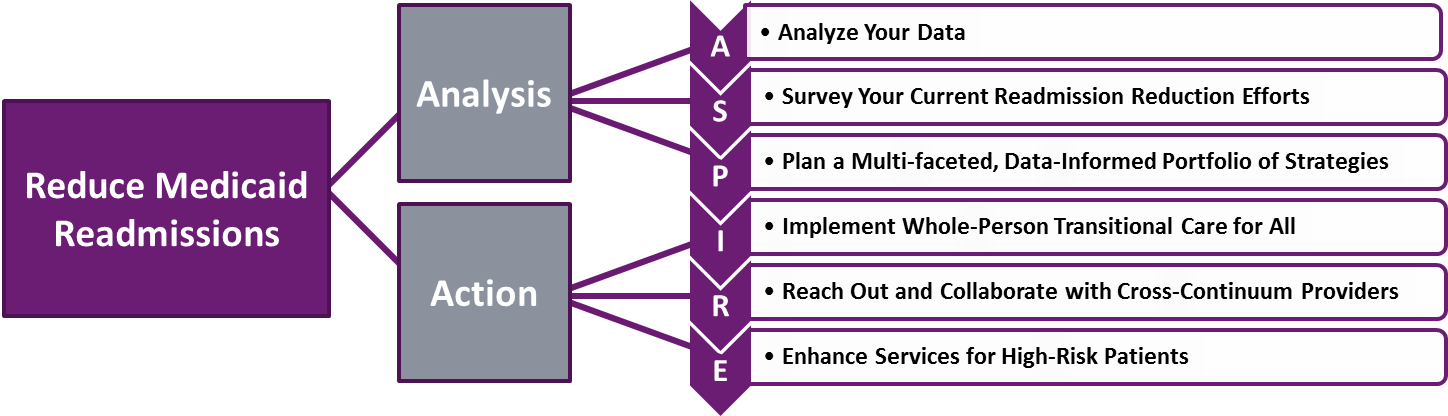 Reduce Medicaid
Readmissions
Analysis
Action
A
• Analyze Your Data
S
• Survey Your Current Readmission Reduction Efforts
P
• Plan a Multi-faceted, Data-Informed Portfolio of Strategies
I
• Implement Whole-Person Transitional Care for All
R
• Reach Out and Collaborate with Cross-Continuum Providers
E
• Enhance Services for High-Risk Patients